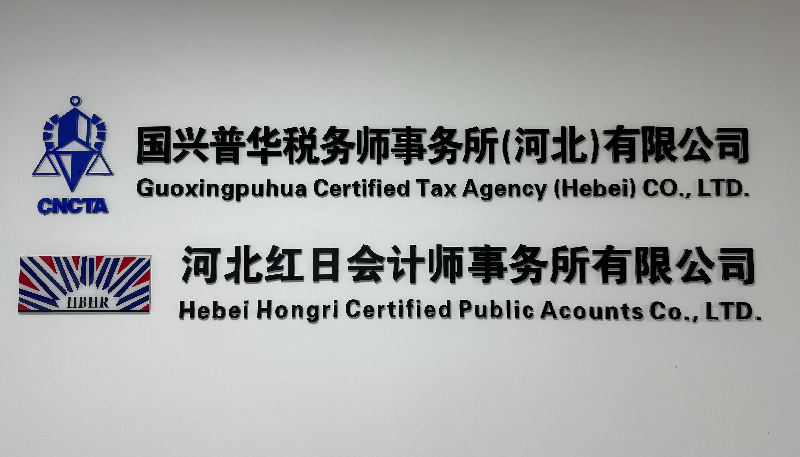 国兴普华税务师事务所(河北)有限公司
Guoxingpuhua Certified Tax Agency (Hebei) CO., LTD.
CNCTA
河北红日会计师事务所有限公司
Hebei Hongri Certified Public Acounts Co., LTD.
HBHR